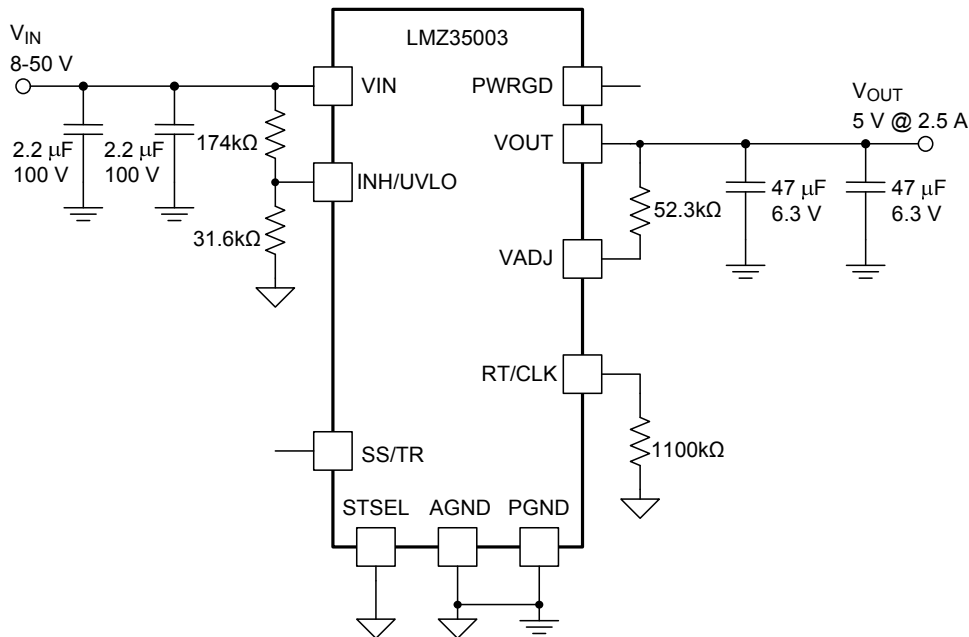 LMZ35003
VIN
8-50 V
VIN
PWRGD
VOUT
5 V @ 2.5 A
2.2 μF
100 V
2.2 μF
100 V
174kΩ
VOUT
INH/UVLO
52.3kΩ
47 μF
6.3 V
47 μF
6.3 V
31.6kΩ
VADJ
RT/CLK
1100kΩ
SS/TR
STSEL AGND PGND